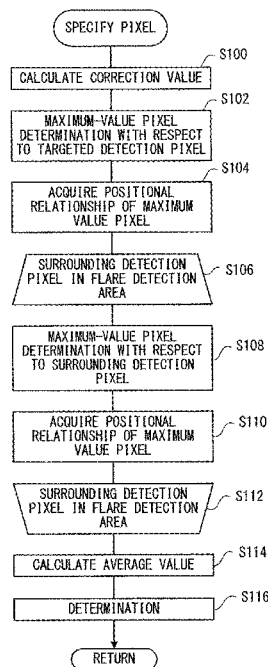 SPECIFY PIXEL
S100
CALCULATE CORRECTION VALUE
S102
MAXIMUM-VALUE PIXEL
DETERMINATION WITH RESPECT
TO TARGETED DETECTION PIXEL
S104
ACQUIRE POSITIONAL
RELATIONSHIP OF MAXIMUM
VALUE PIXEL
S106
SURROUNDING DETECTION
PIXEL IN FLARE DETECTION
AREA
S108
MAXIMUM-VALUE PIXEL
DETERMINATION WITH RESPECT
TO SURROUNDING DETECTION
PIXEL
S110
ACQUIRE POSITIONAL
RELATIONSHIP OF MAXIMUM
VALUE PIXEL
S112
SURROUNDING DETECTION
PIXEL IN FLARE DETECTION
AREA
S114
CALCULATE AVERAGE VALUE
S116
DETERMINATION
RETURN